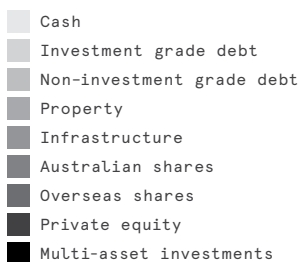 Cash
Investment grade debt
Non-investment grade debt
Property
Infrastructure
Australian shares
Overseas shares
Private equity
Multi-asset investments